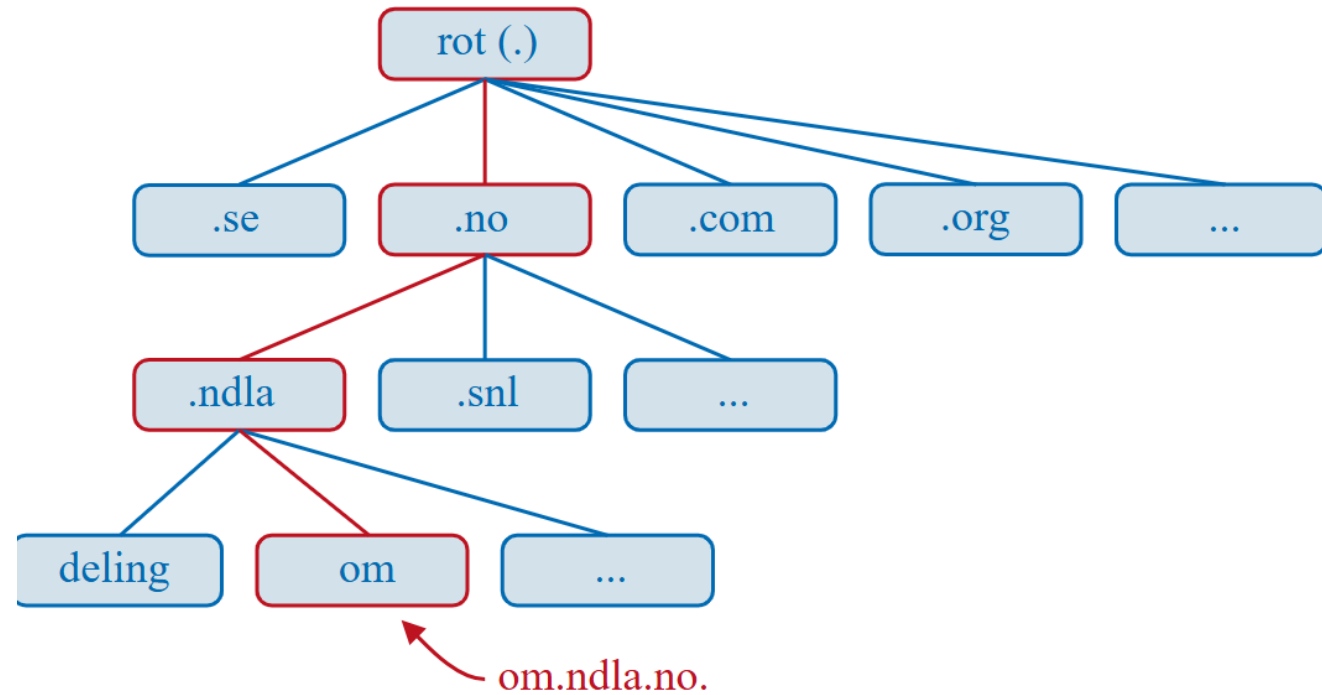 rot (.)
.se .no .com .org ...
.ndla .snl ...
deling om ...
om.ndla.no.